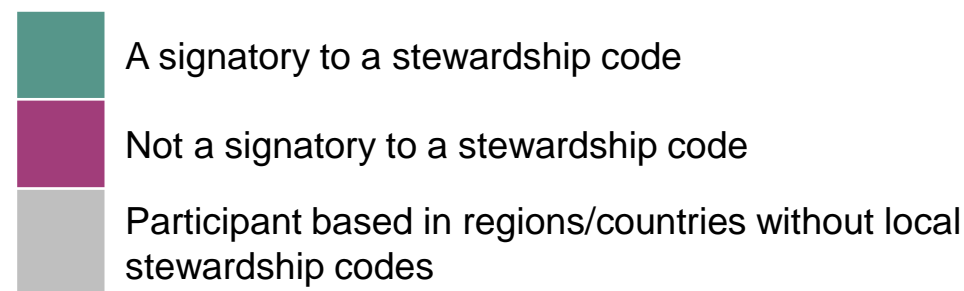 A signatory to a stewardship code
Not a signatory to a stewardship code
Participant based in regions/countries without local
stewardship codes